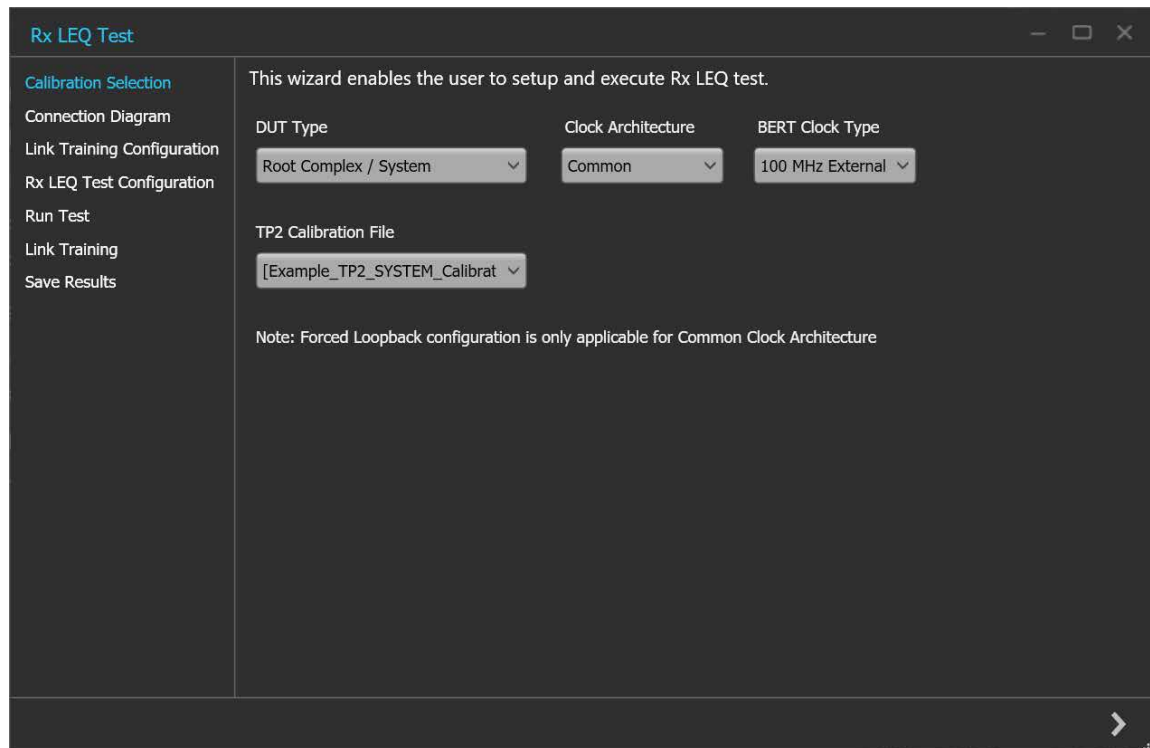 Rx LEQ Test
Calibration Selection
Connection Diagram
Link Training Configuration
Rx LEQ Test Configuration
Run Test
Link Training
Save Results
This wizard enables the user to setup and execute Rx LEQ test.
DUT Type
Clock Architecture
BERT Clock Type
Root Complex / System
Common
100 MHz External
TP2 Calibration File
[Example_TP2_SYSTEM_Calibrat
Note: Forced Loopback configuration is only applicable for Common Clock Architecture